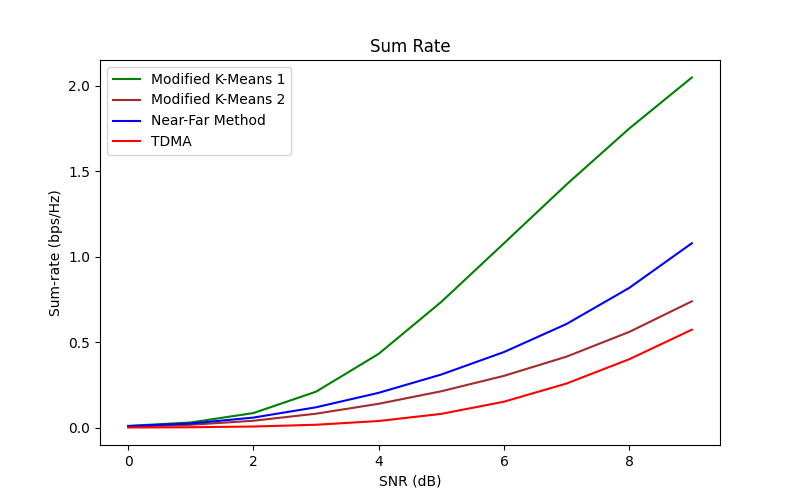 Sum Rate
Modified K-Means 1
Modified K-Means 2
Near-Far Method
TDMA
2.0
1.5
1.0
0.5
0.0
Sum-rate (bps/Hz)
0 2 4 6 8
SNR (dB)